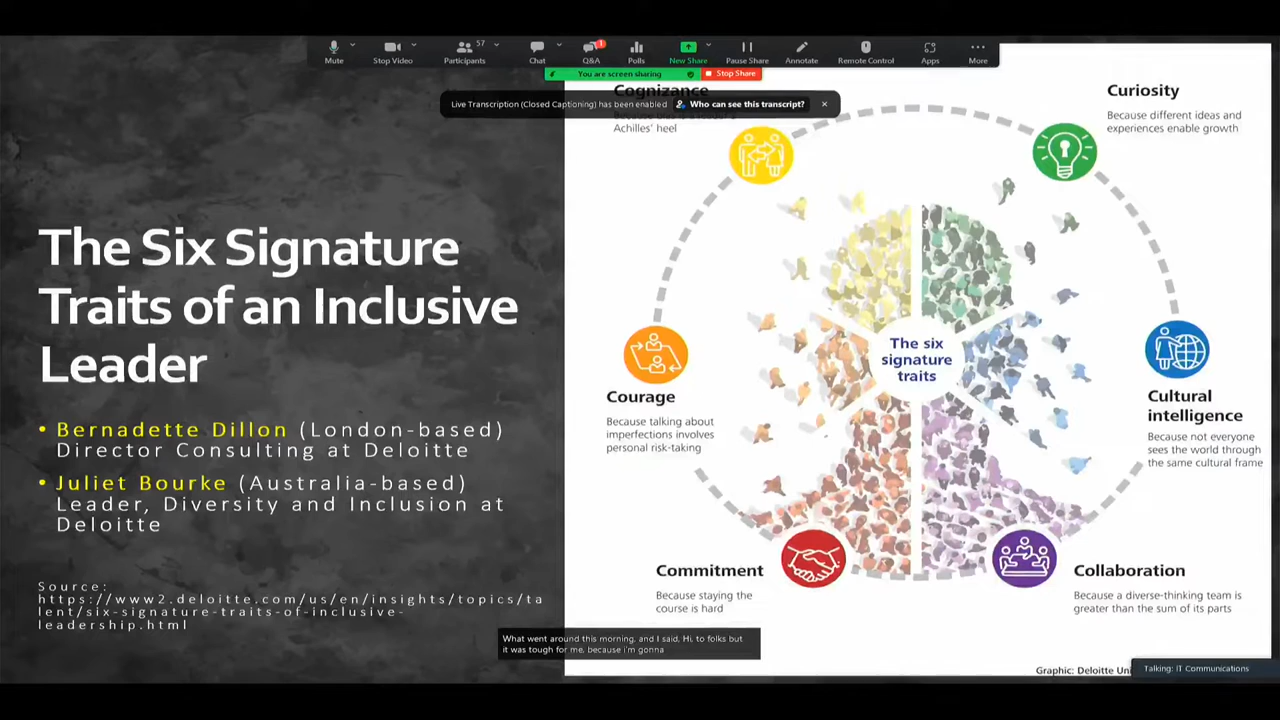 Mute
Stop Video
Participants
57
Chat
Q&A
1
Polls
New Share
Pause Share
Annotate
Remote Control
Apps
More
You are screen sharing
Stop Share
Live Transcription (Closed Captioning) has been enabled
Who can see this transcript?
The Six Signature
Traits of an Inclusive
Leader
• Bernadette Dillon (London-based)
Director Consulting at Deloitte
• Juliet Bourke (Australia-based)
Leader, Diversity and Inclusion at
Deloitte
Source:
https://www2.deloitte.com/us/en/insights/topics/ta
lent/six-signature-traits-of-inclusive-
leadership.html
Cognizance
Achilles' heel
Curiosity
Because different ideas and
experiences enable growth
The six
signature
traits
Courage
Because talking about
imperfections involves
personal risk-taking
Cultural
intelligence
Because not everyone
sees the world through
the same cultural frame
Commitment
Because staying the
course is hard
Collaboration
Because a diverse-thinking team is
greater than the sum of its parts
What went around this morning, and I said, Hi, to folks but
it was tough for me, because i'm gonna
Graphic: Deloitte Uni
Talking: IT Communications